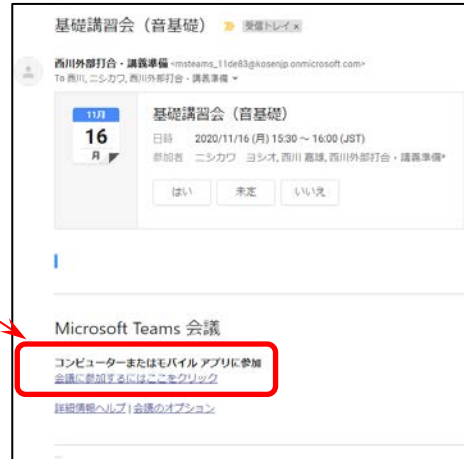 基礎講習会（音基礎） 受信トレイ×
西川外部打合・講義準備 <msteams_11de83@kosenjp.onmicrosoft.com>
To 西川, ニシカワ, 西川外部打合・講義準備
11月
16
月
基礎講習会（音基礎）
日時 2020/11/16 (月) 15:30 ～ 16:00 (JST)
参加者 ニシカワ ヨシオ, 西川 嘉雄, 西川外部打合・講義準備*
はい 未定 いいえ
Microsoft Teams 会議
コンピューターまたはモバイル アプリに参加
会議に参加するにはここをクリック
詳細情報ヘルプ | 会議のオプション